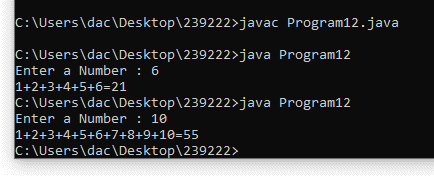 C:\Users\dac\Desktop\239222>javac Program12.java
C:\Users\dac\Desktop\239222>java Program12
Enter a Number : 6
1+2+3+4+5+6=21
C:\Users\dac\Desktop\239222>java Program12
Enter a Number : 10
1+2+3+4+5+6+7+8+9+10=55
C:\Users\dac\Desktop\239222>